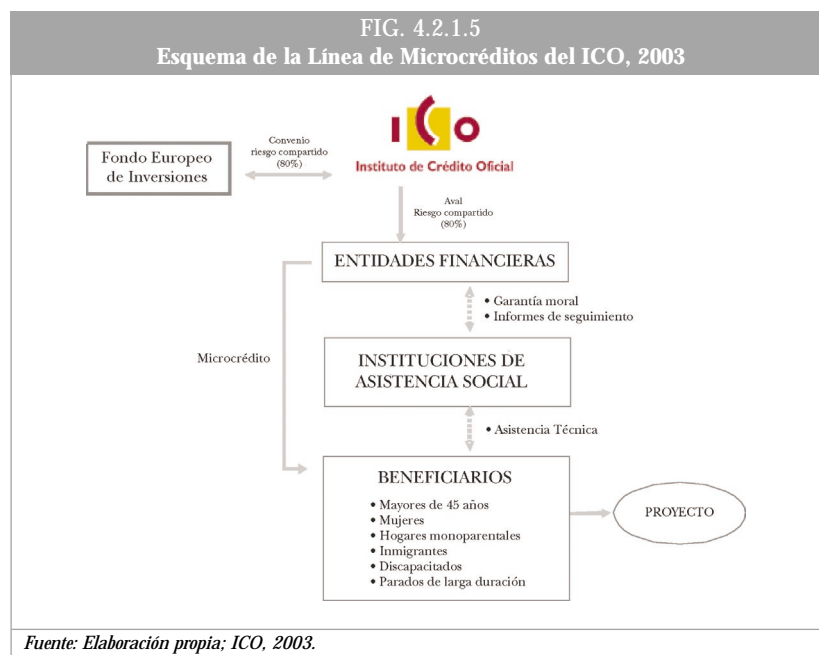 FIG. 4.2.1.5
Esquema de la Línea de Microcréditos del ICO, 2003
ICO
Instituto de Crédito Oficial
Convenio
riesgo compartido
(80%)
Fondo Europeo
de Inversiones
Aval
Riesgo compartido
(80%)
ENTIDADES FINANCIERAS
• Garantía moral
• Informes de seguimiento
Microcrédito
INSTITUCIONES DE
ASISTENCIA SOCIAL
• Asistencia Técnica
BENEFICIARIOS
• Mayores de 45 años
• Mujeres
• Hogares monoparentales
• Inmigrantes
• Discapacitados
• Parados de larga duración
PROYECTO
Fuente: Elaboración propia; ICO, 2003.